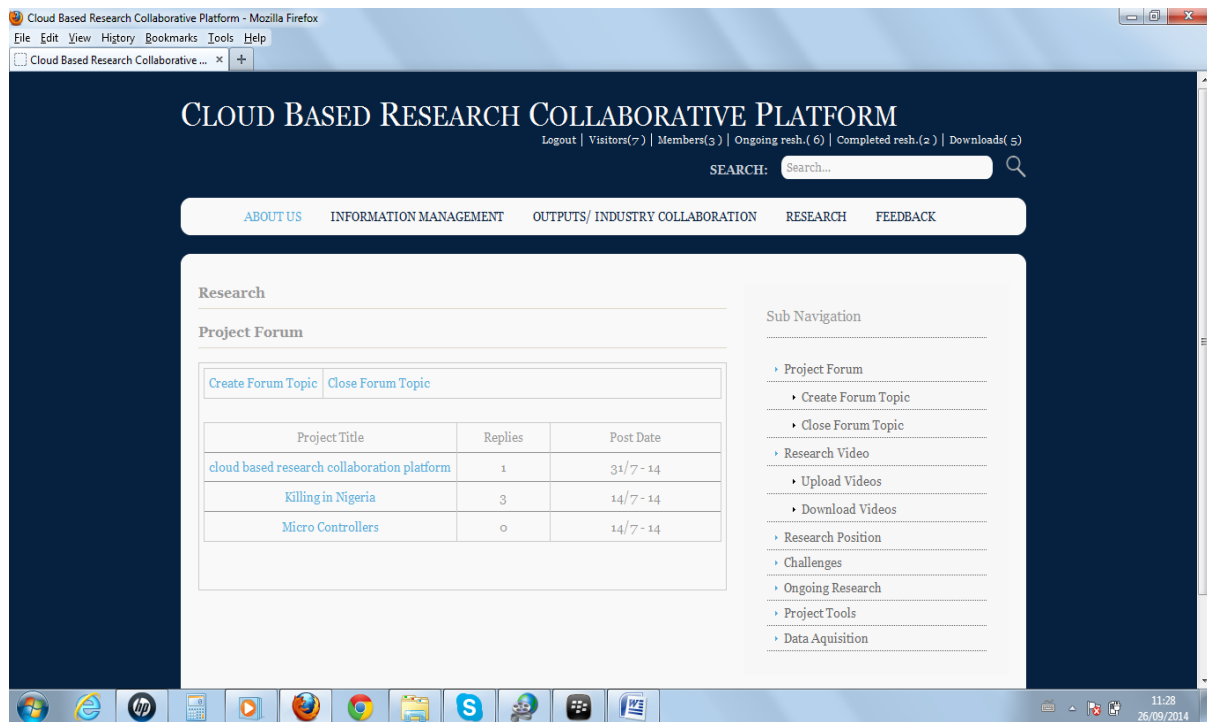 Cloud Based Research Collaborative Platform - Mozilla Firefox
File Edit View History Bookmarks Tools Help
Cloud Based Research Collaborative ... × +
CLOUD BASED RESEARCH COLLABORATIVE PLATFORM
Logout | Visitors(7) | Members(3) | Ongoing resh.( 6) | Completed resh.(2 ) | Downloads( 5)
SEARCH: Search...
ABOUT US INFORMATION MANAGEMENT OUTPUTS/ INDUSTRY COLLABORATION RESEARCH FEEDBACK
Research
Project Forum
Create Forum Topic Close Forum Topic
Project Title Replies Post Date
cloud based research collaboration platform 1 31/7 - 14
Killing in Nigeria 3 14/7 - 14
Micro Controllers 0 14/7 - 14
Sub Navigation
Project Forum
Create Forum Topic
Close Forum Topic
Research Video
Upload Videos
Download Videos
Research Position
Challenges
Ongoing Research
Project Tools
Data Aquisition
hp
S
W
11:28
26/09/2014